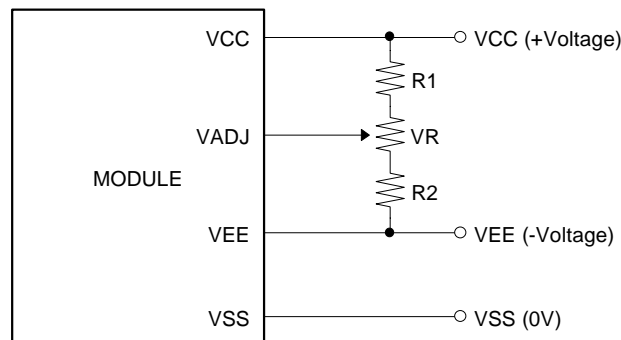 VCC VCC (+Voltage)
R1
VADJ VR
MODULE
R2
VEE VEE (-Voltage)
VSS VSS (0V)